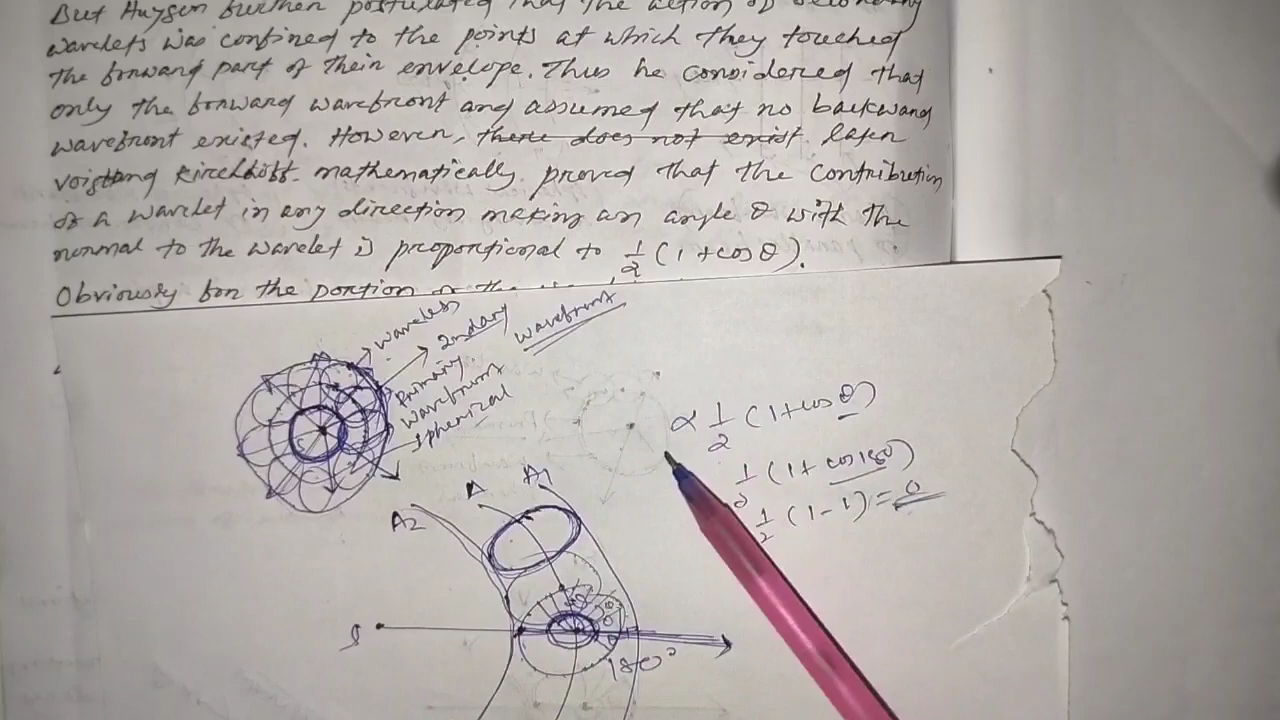 But Huygen further postulated that the action of secondary
wavelets was confined to the points at which they touched
the forward part of their envelope. Thus he considered that
only the forward wavefront and assumed that no backward
wavefront existed. However, there does not exist. later
voigt and Kirchhoff mathematically proved that the contribution
of a wavelet in any direction making an angle θ with the
normal to the wavelet is proportional to 1/2 (1 + cos θ).
Obviously for the portion
wavelets
2ndary wavefront
Primary
wavefront
spherical
∝ 1/2 (1 + cos θ)
1/2 (1 + cos 180)
1/2 (1 - 1) = 0
A2
A
A1
S
180°